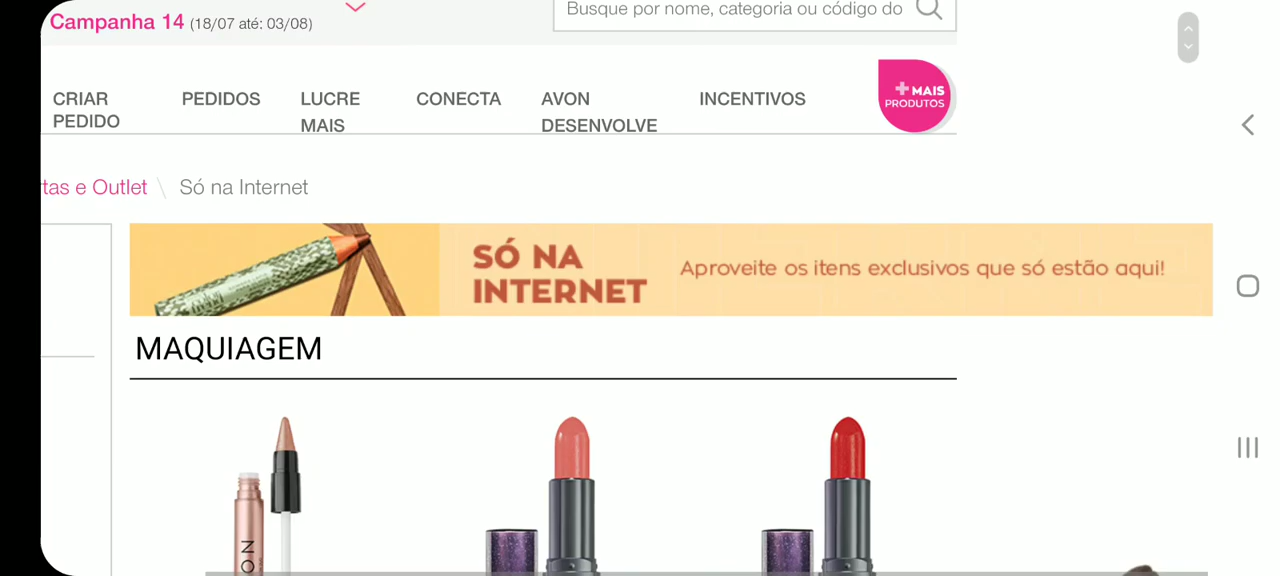 Campanha 14 (18/07 até: 03/08)
Busque por nome, categoria ou código do
CRIAR PEDIDO
PEDIDOS
LUCRE MAIS
CONECTA
AVON DESENVOLVE
INCENTIVOS
+MAIS
PRODUTOS
tas e Outlet \ Só na Internet
SÓ NA
INTERNET
Aproveite os itens exclusivos que só estão aqui!
MAQUIAGEM